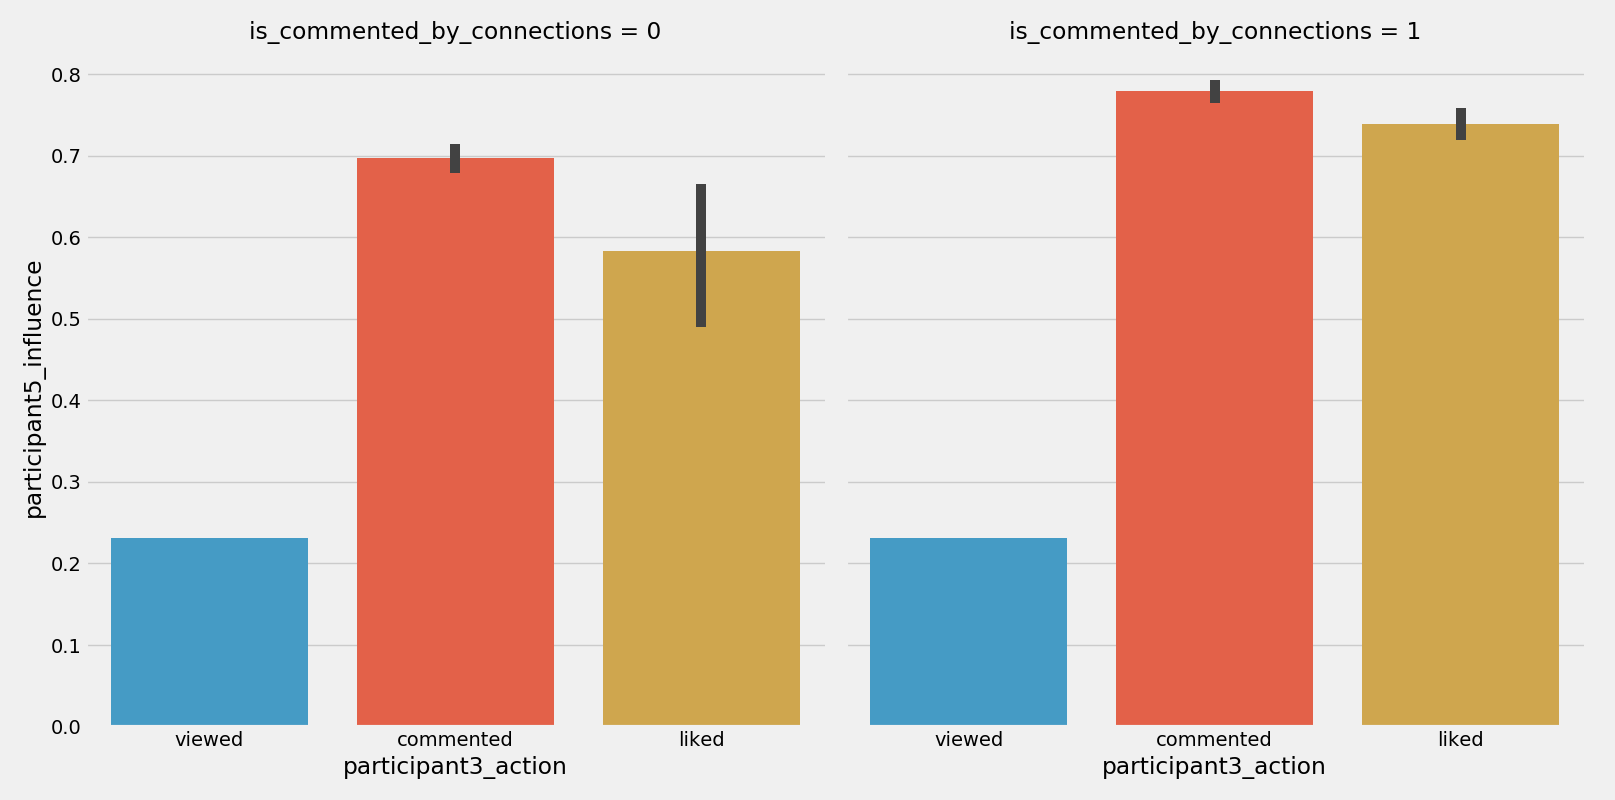 is_commented_by_connections = 0
is_commented_by_connections = 1
participant5_influence
0.8
0.7
0.6
0.5
0.4
0.3
0.2
0.1
0.0
viewed commented liked
viewed commented liked
participant3_action
participant3_action